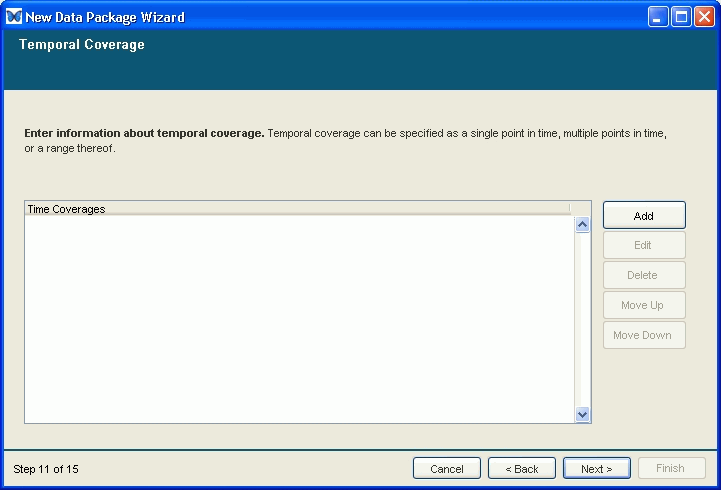 New Data Package Wizard
Temporal Coverage
Enter information about temporal coverage. Temporal coverage can be specified as a single point in time, multiple points in time,
or a range thereof.
Time Coverages
Add
Edit
Delete
Move Up
Move Down
Step 11 of 15
Cancel
< Back
Next >
Finish